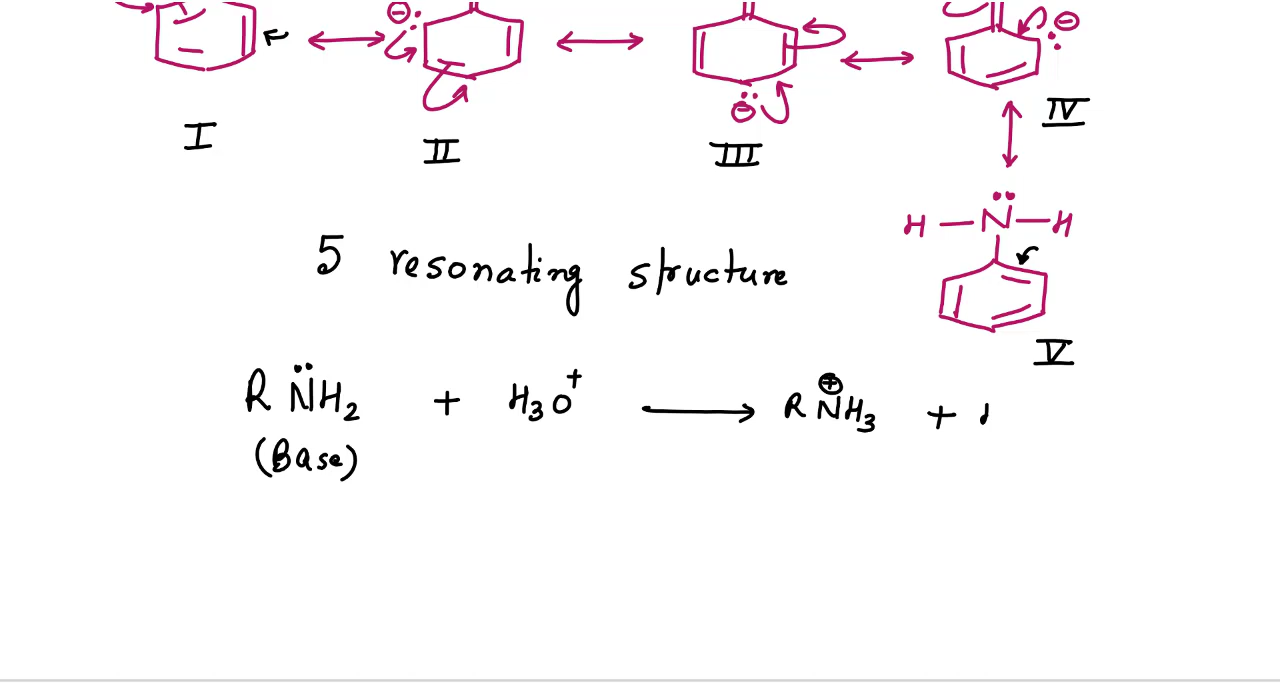 I II III IV
H — N̈ — H
5 resonating structure
V
R N̈H₂ + H₃O⁺ ⟶ R N⊕H₃ +
(Base)